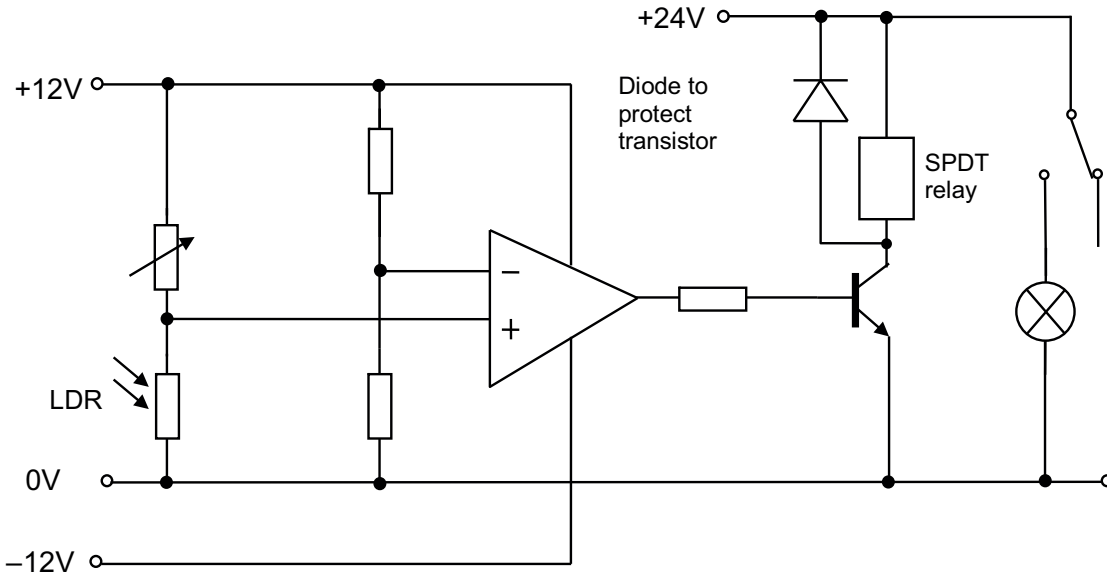 +24V
+12V
Diode to
protect
transistor
SPDT
relay
−
+
LDR
0V
–12V